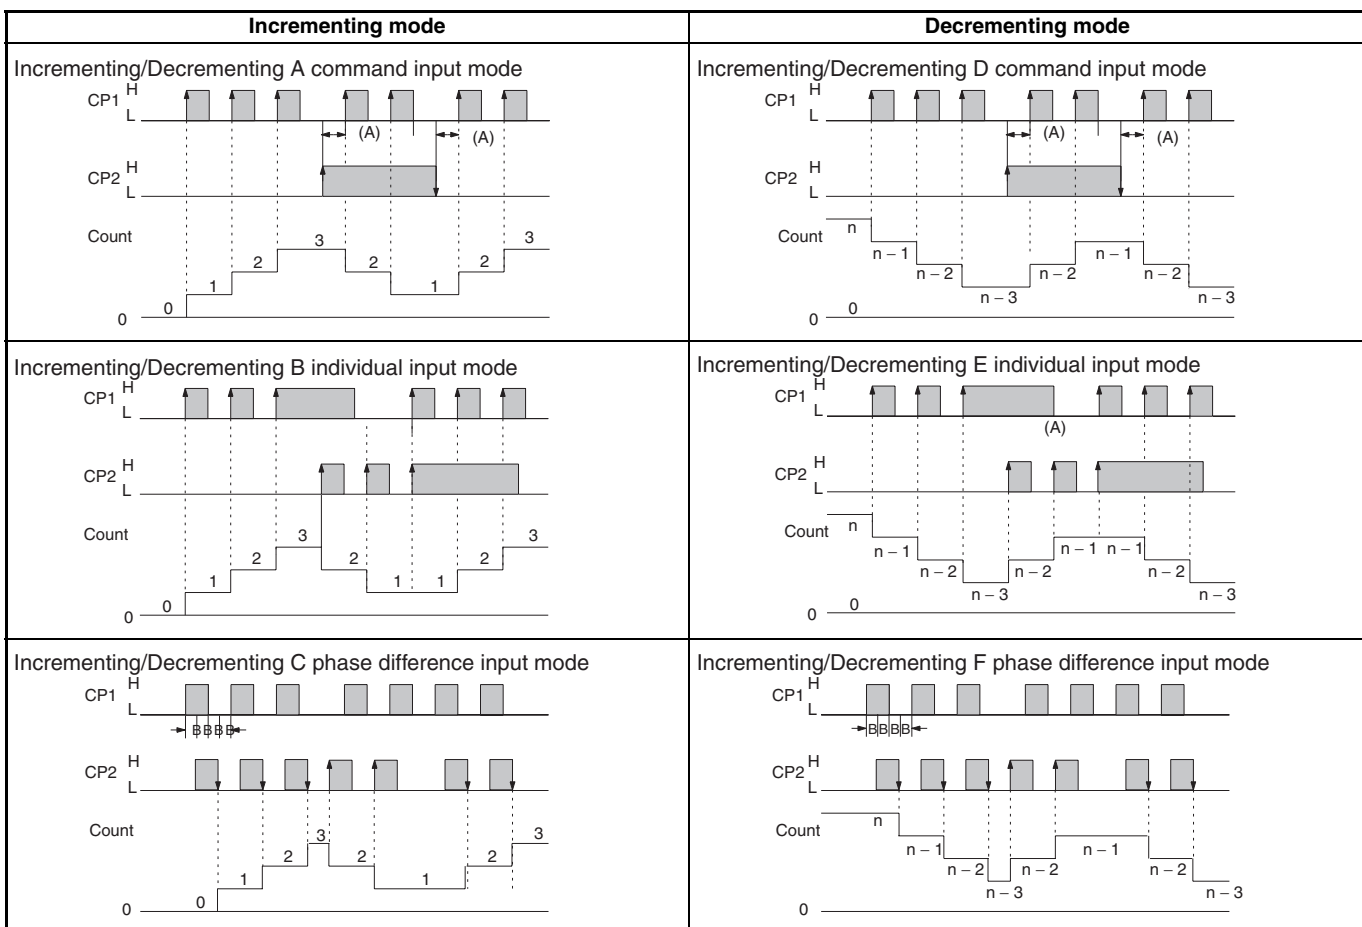 Incrementing mode
Decrementing mode
Incrementing/Decrementing A command input mode
CP1 H
L
(A)
(A)
CP2 H
L
Count
3
3
2
2
2
1
1
0
0
Incrementing/Decrementing D command input mode
CP1 H
L
(A)
(A)
CP2 H
L
Count
n
n – 1
n – 1
n – 2
n – 2
n – 2
n – 3
n – 3
0
0
Incrementing/Decrementing B individual input mode
CP1 H
L
CP2 H
L
Count
3
3
2
2
2
1
1
1
0
0
Incrementing/Decrementing E individual input mode
CP1 H
L
(A)
CP2 H
L
Count
n
n – 1
n – 1
n – 1
n – 2
n – 2
n – 2
n – 3
n – 3
0
0
Incrementing/Decrementing C phase difference input mode
CP1 H
L
B B B B
CP2 H
L
Count
3
3
2
2
2
1
1
0
0
Incrementing/Decrementing F phase difference input mode
CP1 H
L
B B B B
CP2 H
L
Count
n
n – 1
n – 1
n – 2
n – 2
n – 2
n – 3
n – 3
0